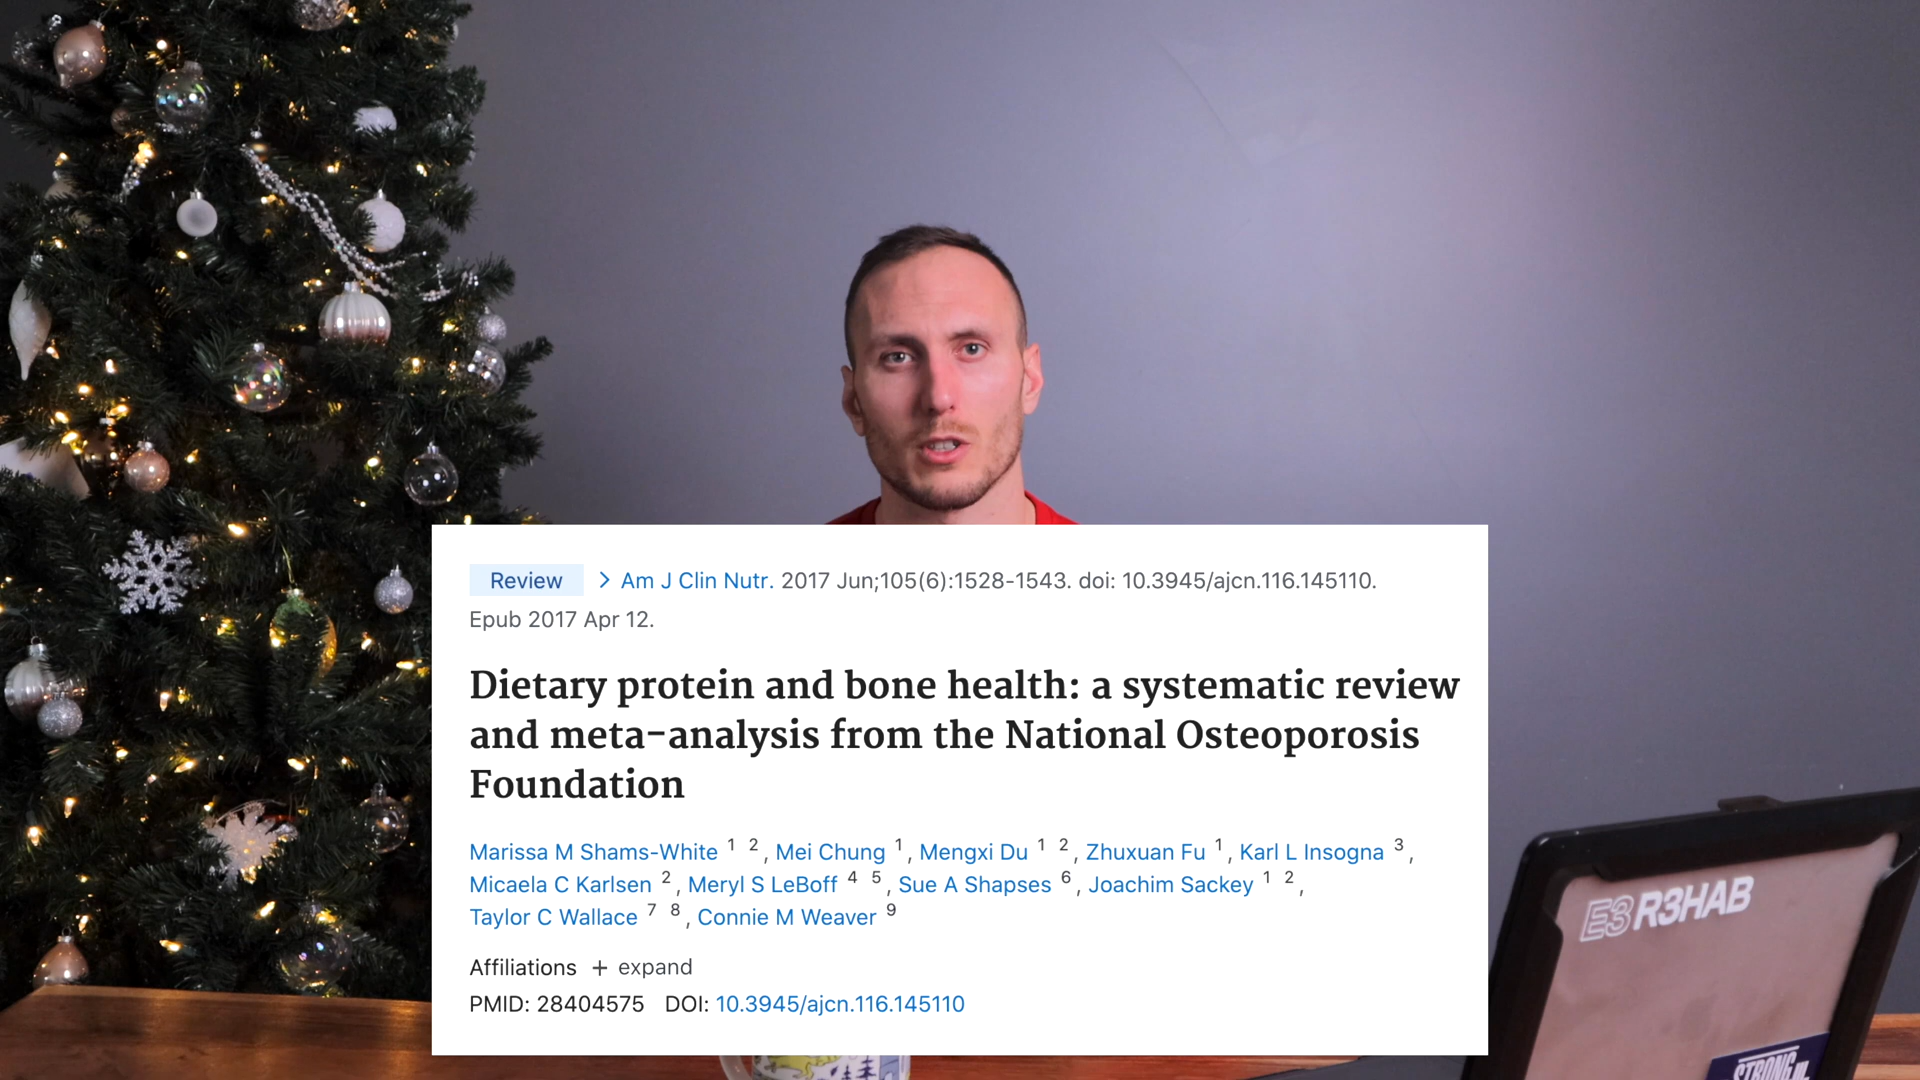 Review > Am J Clin Nutr. 2017 Jun;105(6):1528-1543. doi: 10.3945/ajcn.116.145110.
Epub 2017 Apr 12.
Dietary protein and bone health: a systematic review
and meta-analysis from the National Osteoporosis
Foundation
Marissa M Shams-White 1 2, Mei Chung 1, Mengxi Du 1 2, Zhuxuan Fu 1, Karl L Insogna 3,
Micaela C Karlsen 2, Meryl S LeBoff 4 5, Sue A Shapses 6, Joachim Sackey 1 2,
Taylor C Wallace 7 8, Connie M Weaver 9
Affiliations + expand
PMID: 28404575 DOI: 10.3945/ajcn.116.145110
E3 R3HAB
STRONG